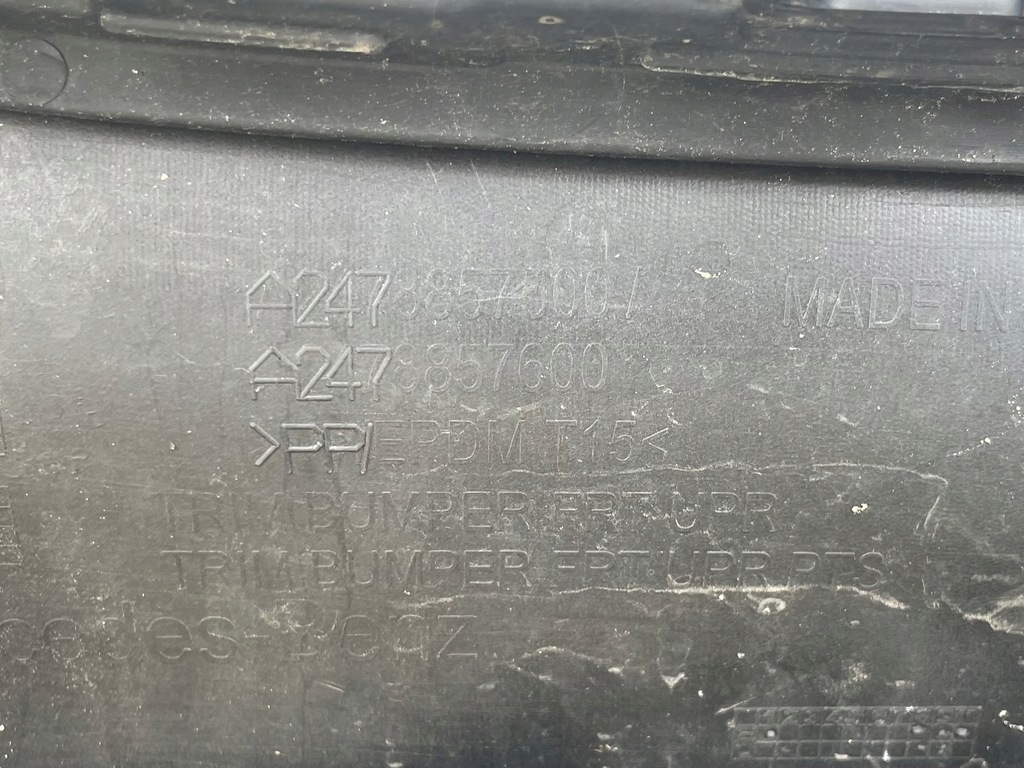 A2478857500 /
MADE IN
A2478857600
>PP/EPDM T15<
TRIM BUMPER FRT UPR
TRIM BUMPER FRT UPR PTS
cedes-Benz